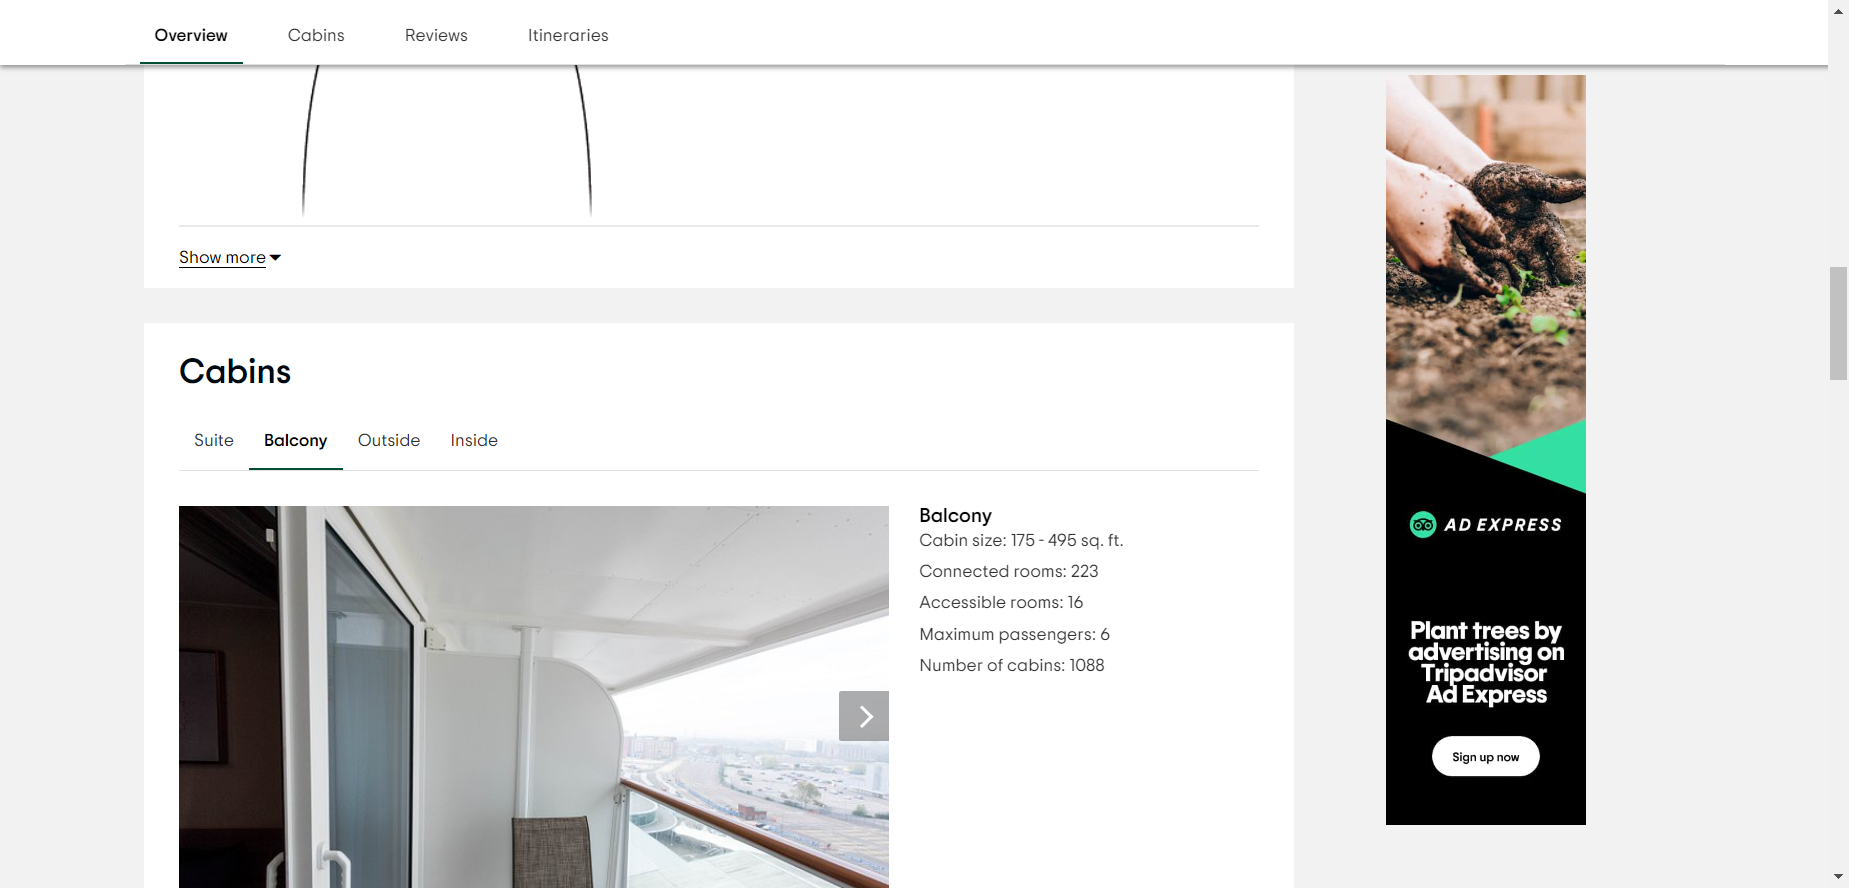 Overview
Cabins
Reviews
Itineraries
Show more
Cabins
Suite
Balcony
Outside
Inside
Balcony
Cabin size: 175 - 495 sq. ft.
Connected rooms: 223
Accessible rooms: 16
Maximum passengers: 6
Number of cabins: 1088
AD EXPRESS
Plant trees by
advertising on
Tripadvisor
Ad Express
Sign up now